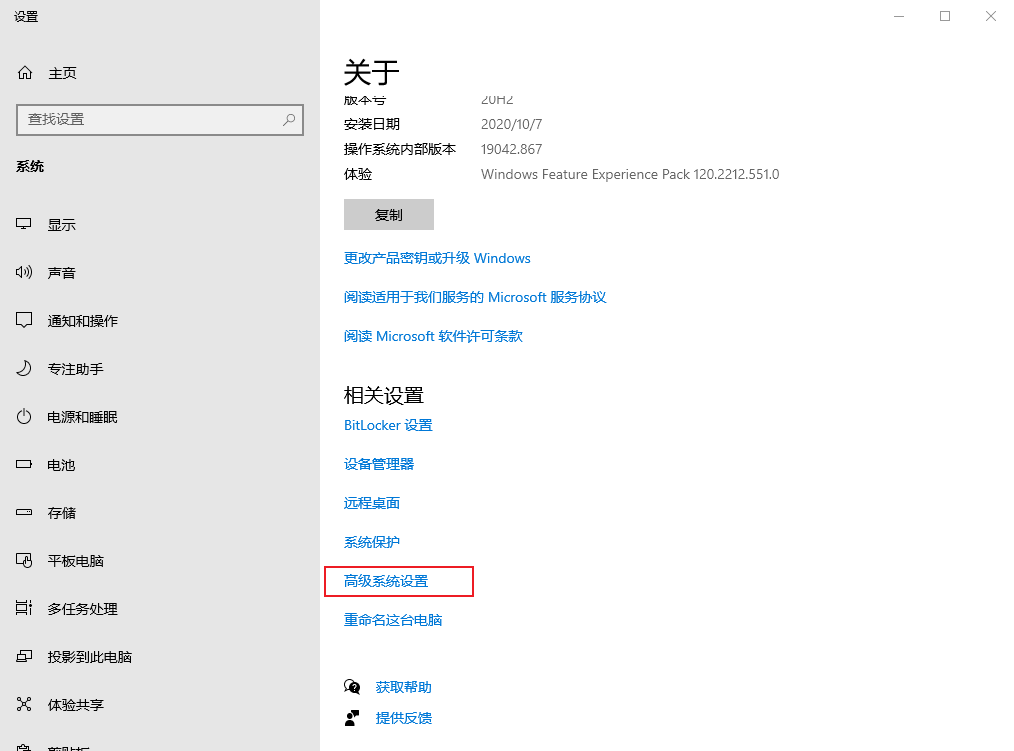 设置
主页
查找设置
系统
显示
声音
通知和操作
专注助手
电源和睡眠
电池
存储
平板电脑
多任务处理
投影到此电脑
体验共享
剪贴板
关于
版本号 20H2
安装日期 2020/10/7
操作系统内部版本 19042.867
体验 Windows Feature Experience Pack 120.2212.551.0
复制
更改产品密钥或升级 Windows
阅读适用于我们服务的 Microsoft 服务协议
阅读 Microsoft 软件许可条款
相关设置
BitLocker 设置
设备管理器
远程桌面
系统保护
高级系统设置
重命名这台电脑
获取帮助
提供反馈